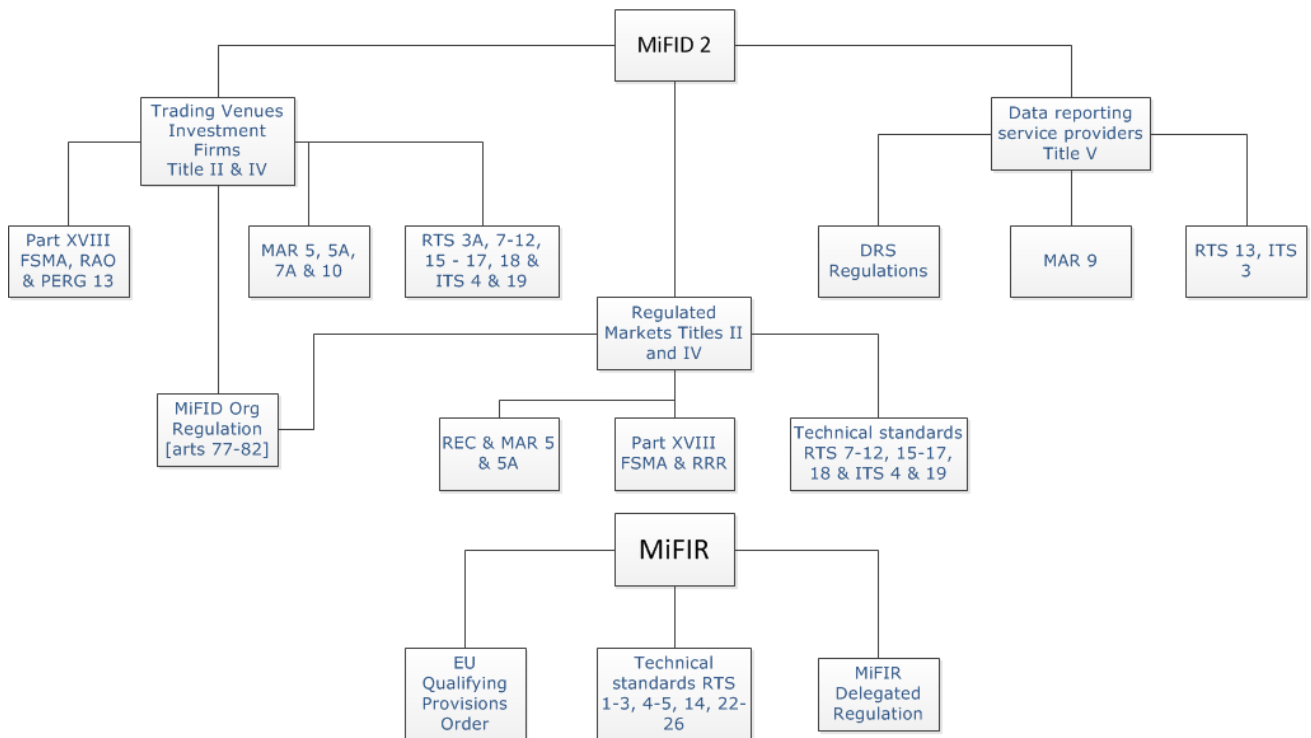 MiFID 2
Trading Venues
Investment
Firms
Title II & IV
Data reporting
service providers
Title V
Part XVIII
FSMA, RAO
& PERG 13
MAR 5, 5A,
7A & 10
RTS 3A, 7-12,
15 - 17, 18 &
ITS 4 & 19
DRS
Regulations
MAR 9
RTS 13, ITS
3
Regulated
Markets Titles II
and IV
MiFID Org
Regulation
[arts 77-82]
REC & MAR 5
& 5A
Part XVIII
FSMA & RRR
Technical standards
RTS 7-12, 15-17,
18 & ITS 4 & 19
MiFIR
EU
Qualifying
Provisions
Order
Technical
standards RTS
1-3, 4-5, 14, 22-
26
MiFIR
Delegated
Regulation